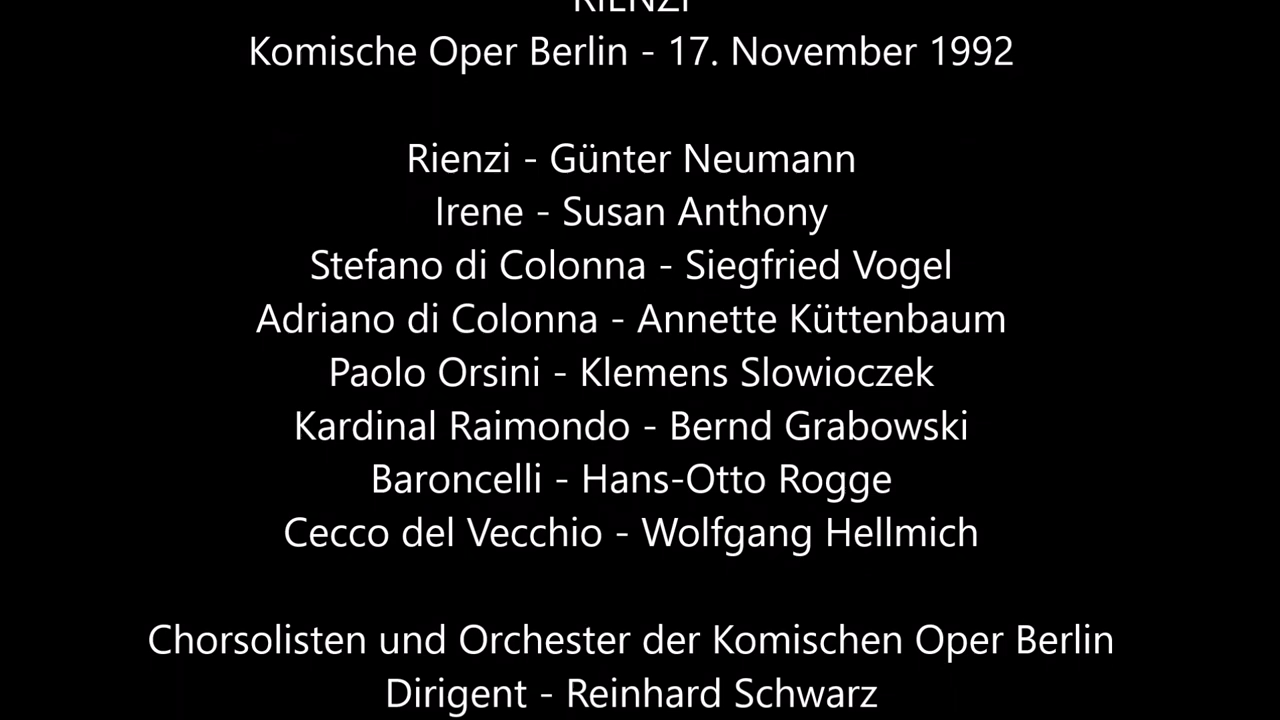 RIENZI
Komische Oper Berlin - 17. November 1992
Rienzi - Günter Neumann
Irene - Susan Anthony
Stefano di Colonna - Siegfried Vogel
Adriano di Colonna - Annette Küttenbaum
Paolo Orsini - Klemens Slowioczek
Kardinal Raimondo - Bernd Grabowski
Baroncelli - Hans-Otto Rogge
Cecco del Vecchio - Wolfgang Hellmich
Chorsolisten und Orchester der Komischen Oper Berlin
Dirigent - Reinhard Schwarz